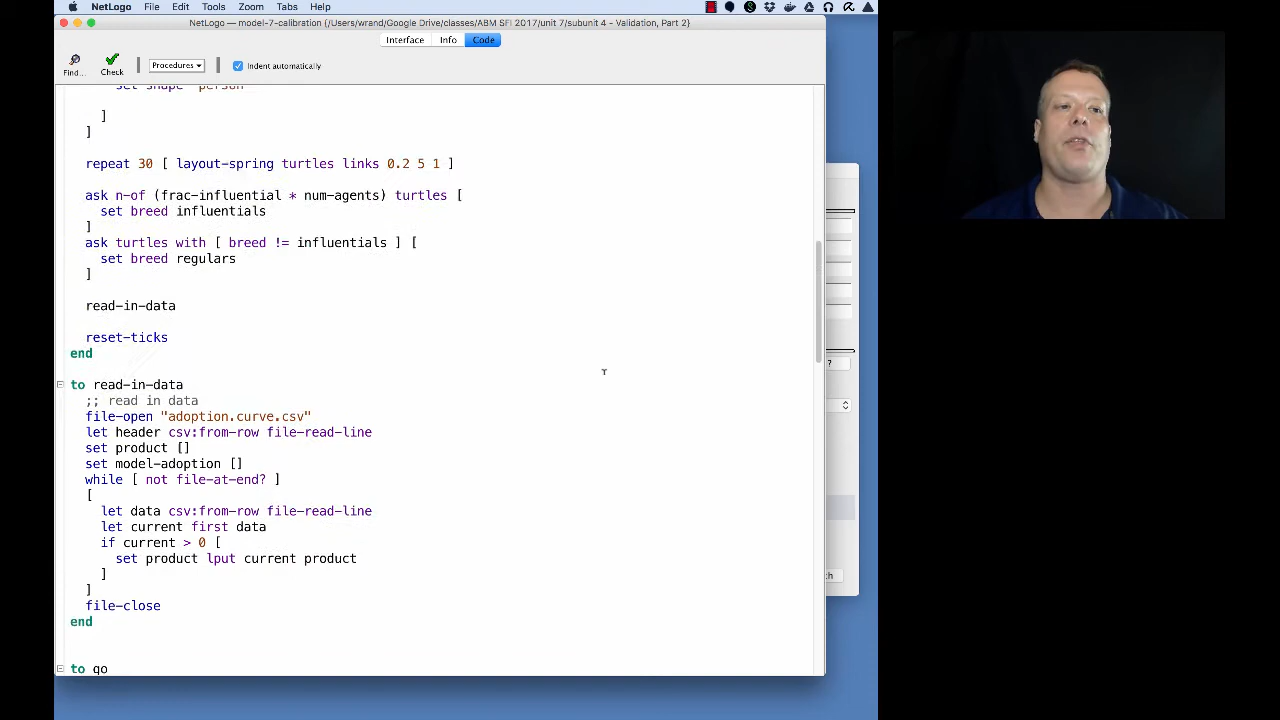 NetLogo File Edit Tools Zoom Tabs Help
NetLogo — model-7-calibration {/Users/wrand/Google Drive/classes/ABM SFI 2017/unit 7/subunit 4 - Validation, Part 2}
Interface Info Code
Find... Check Procedures Indent automatically
set shape "person"
]
]
repeat 30 [ layout-spring turtles links 0.2 5 1 ]
ask n-of (frac-influential * num-agents) turtles [
set breed influentials
]
ask turtles with [ breed != influentials ] [
set breed regulars
]
read-in-data
reset-ticks
end
to read-in-data
;; read in data
file-open "adoption.curve.csv"
let header csv:from-row file-read-line
set product []
set model-adoption []
while [ not file-at-end? ]
[
let data csv:from-row file-read-line
let current first data
if current > 0 [
set product lput current product
]
]
file-close
end
to go
?